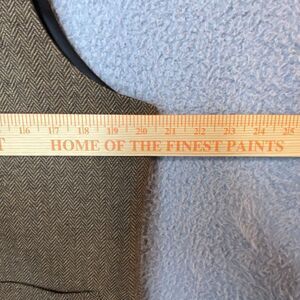 16 17 18 19 20 21 22 23 24 25
HOME OF THE FINEST PAINTS